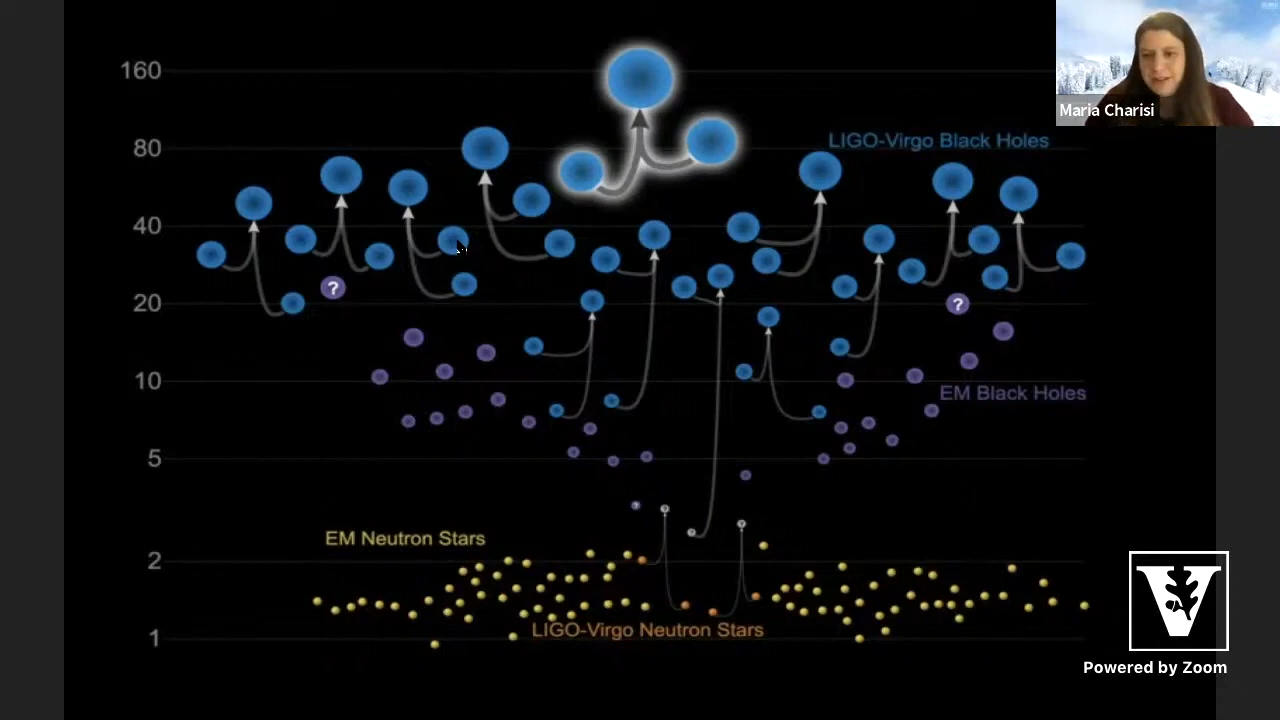 160
Maria Charisi
80
LIGO-Virgo Black Holes
40
20
?
?
10
EM Black Holes
5
?
?
?
?
EM Neutron Stars
2
LIGO-Virgo Neutron Stars
1
V
Powered by Zoom